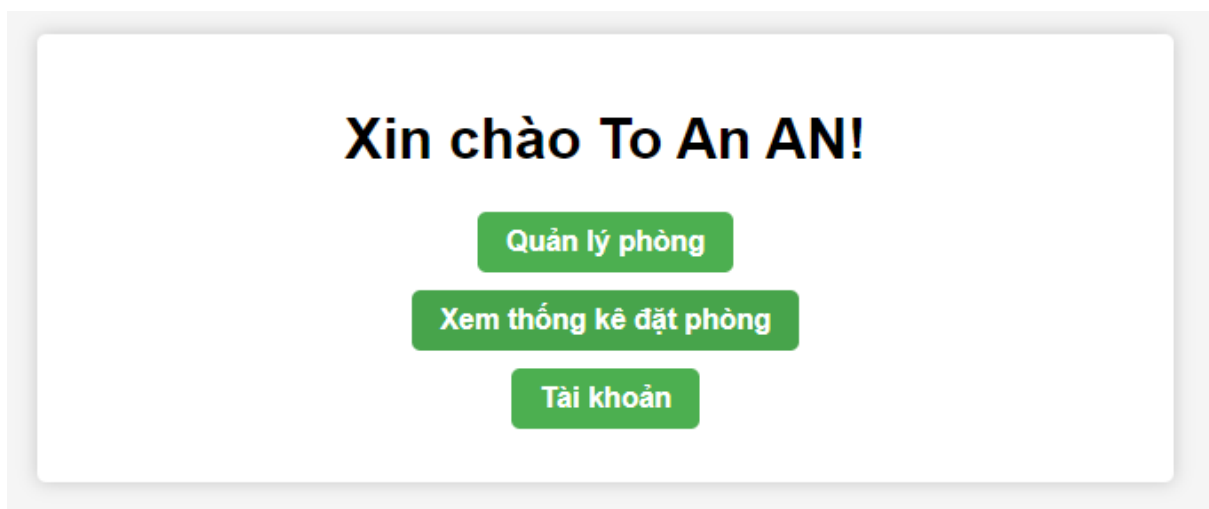 Xin chào To An AN!
Quản lý phòng
Xem thống kê đặt phòng
Tài khoản